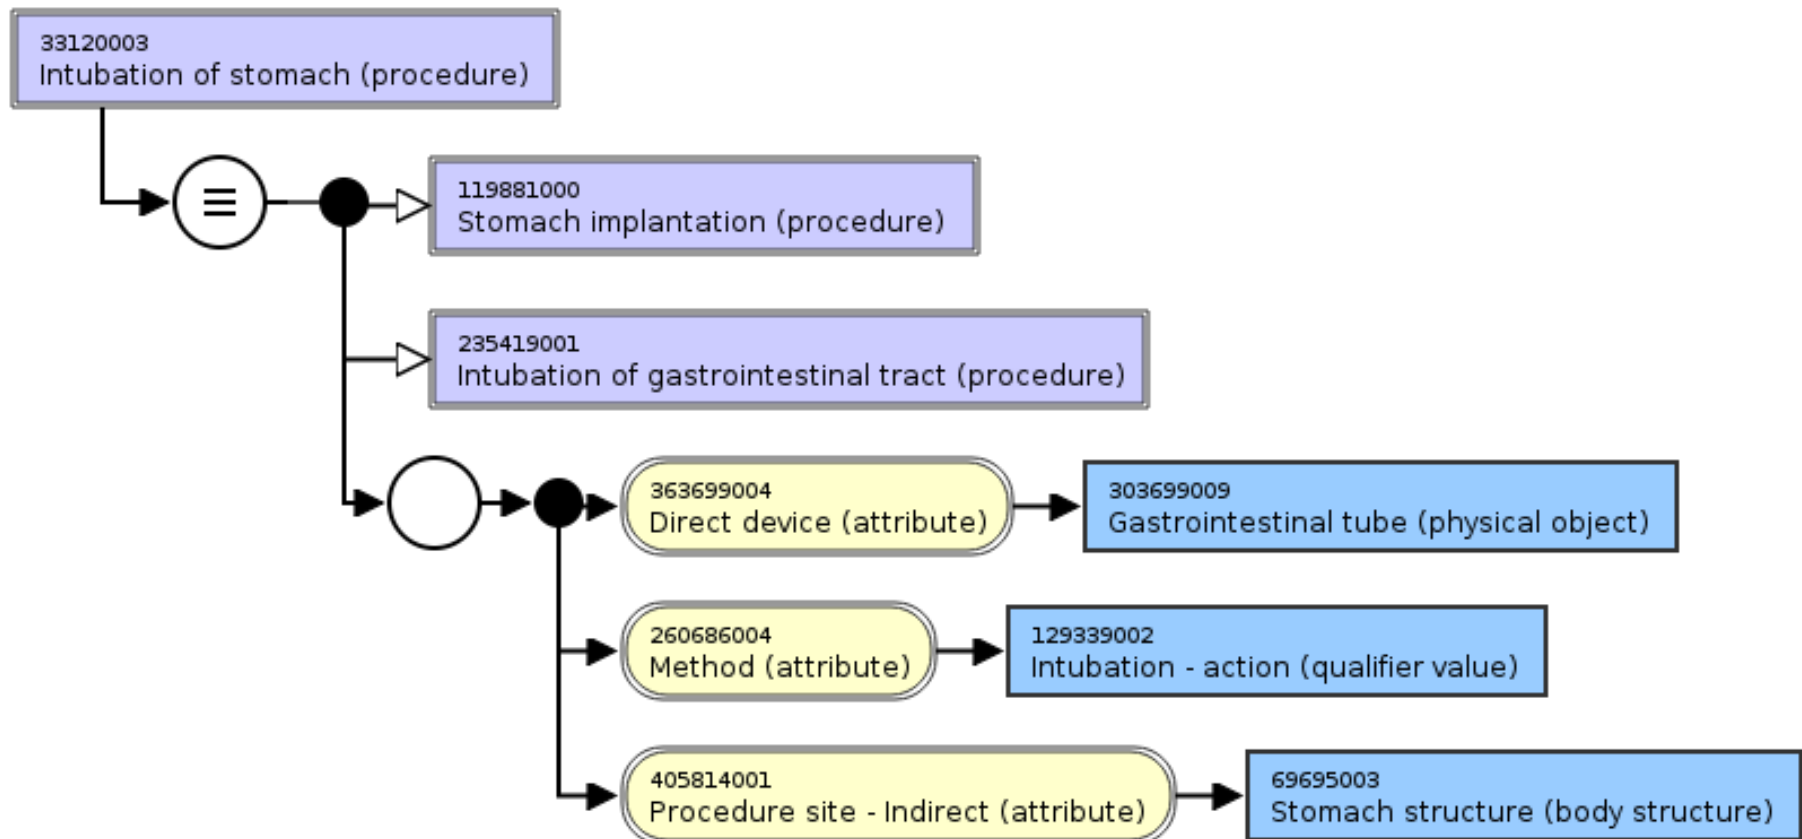 33120003
Intubation of stomach (procedure)
119881000
Stomach implantation (procedure)
235419001
Intubation of gastrointestinal tract (procedure)
363699004
Direct device (attribute)
303699009
Gastrointestinal tube (physical object)
260686004
Method (attribute)
129339002
Intubation - action (qualifier value)
405814001
Procedure site - Indirect (attribute)
69695003
Stomach structure (body structure)